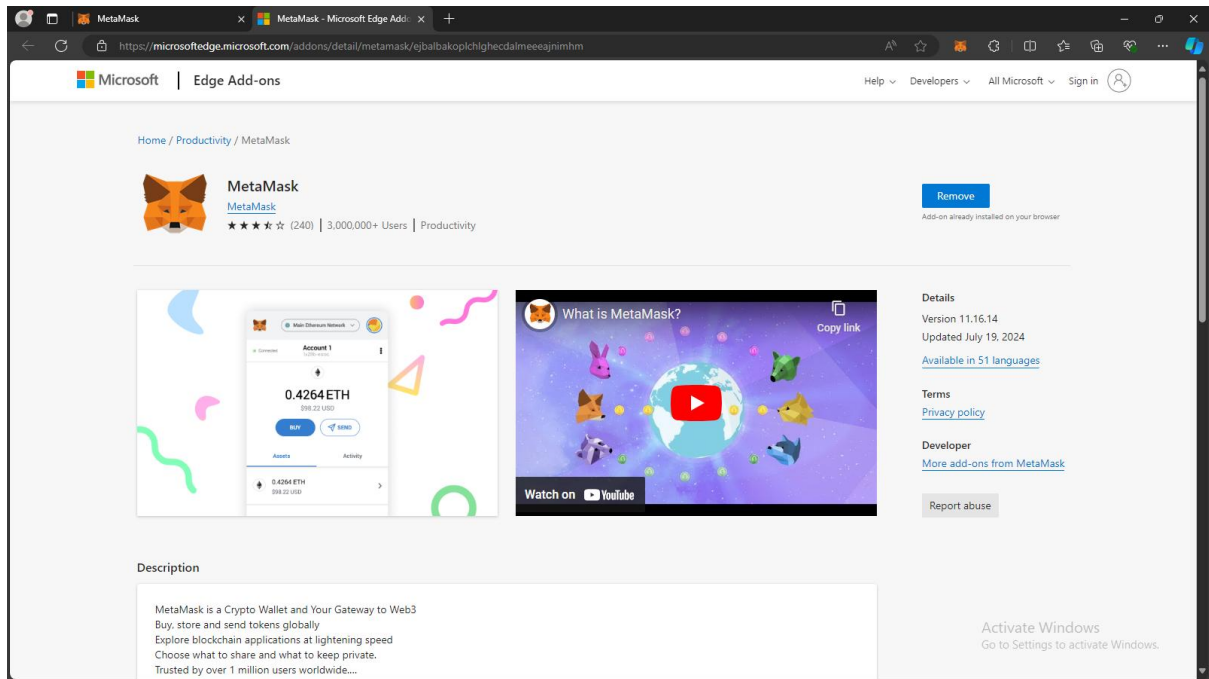 MetaMask
MetaMask - Microsoft Edge Addo
https://microsoftedge.microsoft.com/addons/detail/metamask/ejbalbakoplchlghecdalmeeeajnimhm
Microsoft | Edge Add-ons
Help
Developers
All Microsoft
Sign in
Home / Productivity / MetaMask
MetaMask
MetaMask
(240) | 3,000,000+ Users | Productivity
Remove
Add-on already installed on your browser
Main Ethereum Network
Connected
Account 1
0.4264 ETH
$98.22 USD
BUY
SEND
Assets
Activity
0.4264 ETH
$98.22 USD
What is MetaMask?
Copy link
Watch on YouTube
Details
Version 11.16.14
Updated July 19, 2024
Available in 51 languages
Terms
Privacy policy
Developer
More add-ons from MetaMask
Report abuse
Description
MetaMask is a Crypto Wallet and Your Gateway to Web3
Buy, store and send tokens globally
Explore blockchain applications at lightening speed
Choose what to share and what to keep private.
Trusted by over 1 million users worldwide....
Activate Windows
Go to Settings to activate Windows.